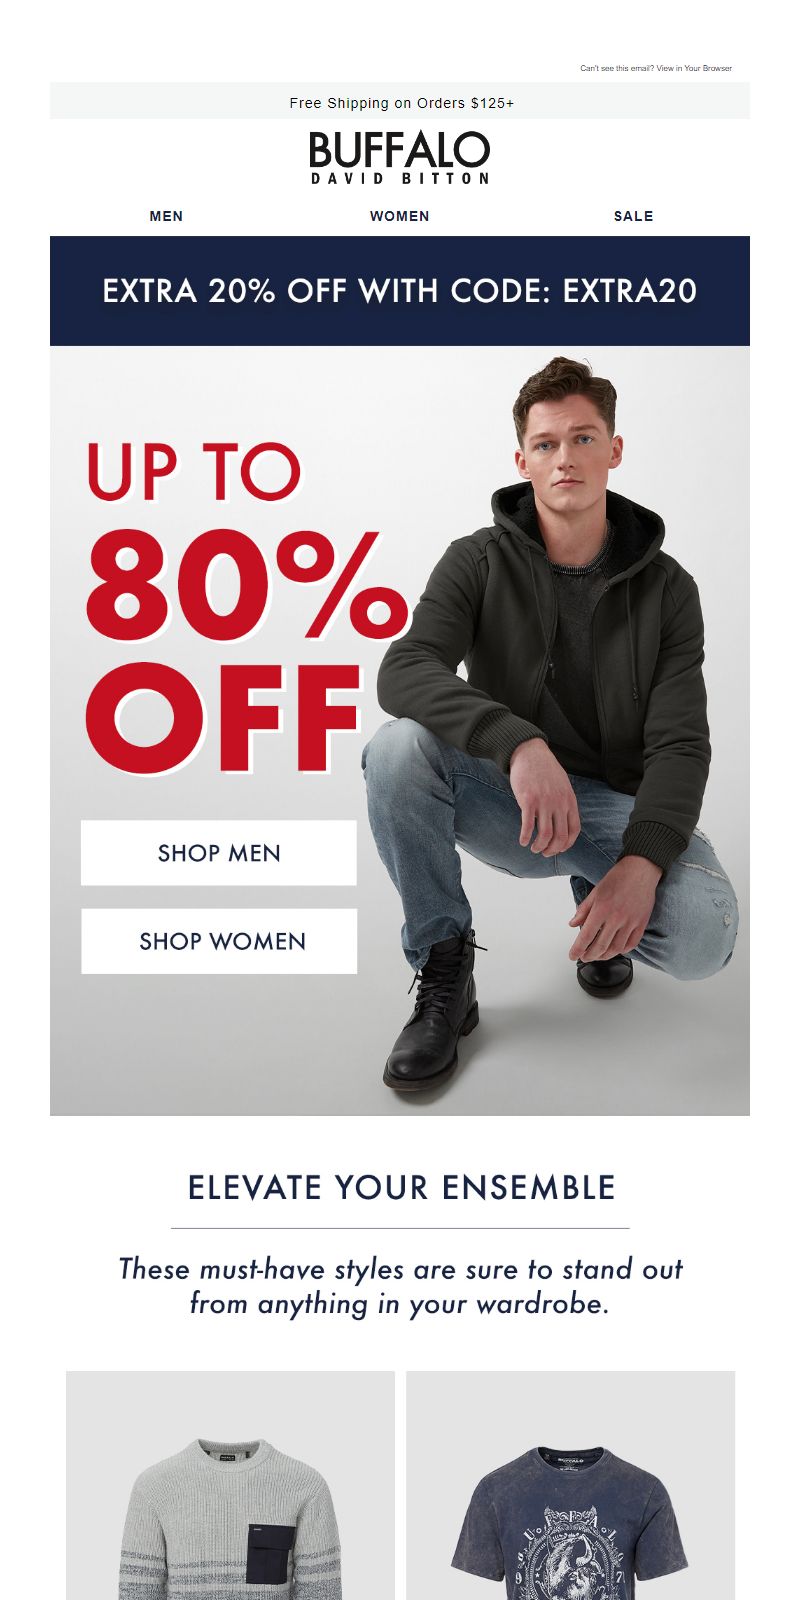 Can't see this email? View in Your Browser
Free Shipping on Orders $125+
BUFFALO
DAVID BITTON
MEN WOMEN SALE
EXTRA 20% OFF WITH CODE: EXTRA20
UP TO
80%
OFF
SHOP MEN
SHOP WOMEN
ELEVATE YOUR ENSEMBLE
These must-have styles are sure to stand out
from anything in your wardrobe.
BUFFALO
BUFFALO